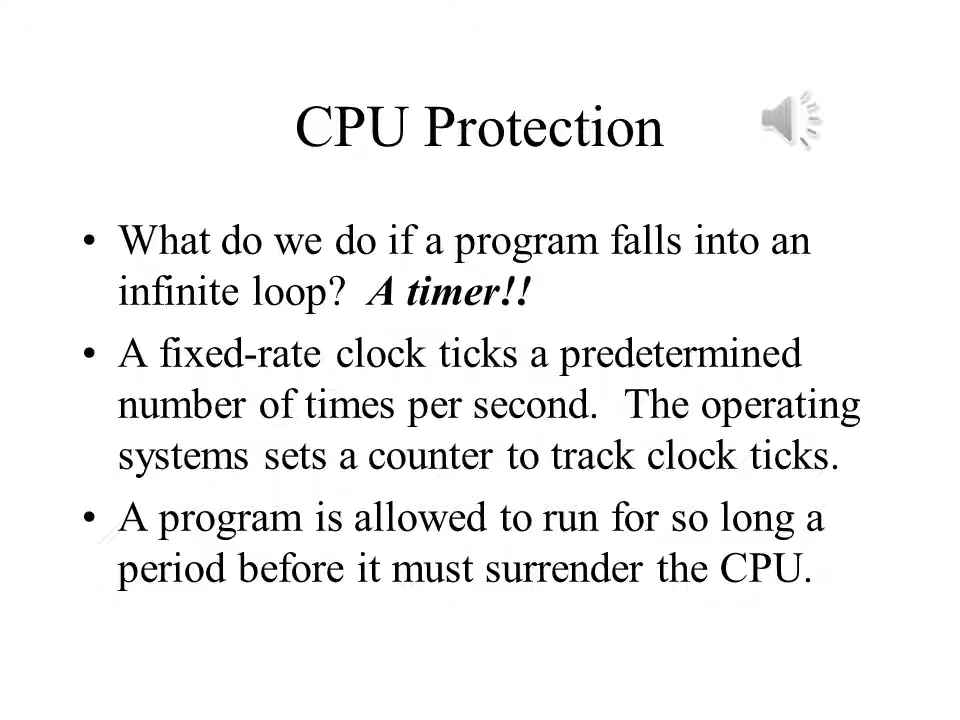 CPU Protection
• What do we do if a program falls into an
infinite loop? A timer!!
• A fixed-rate clock ticks a predetermined
number of times per second. The operating
systems sets a counter to track clock ticks.
• A program is allowed to run for so long a
period before it must surrender the CPU.